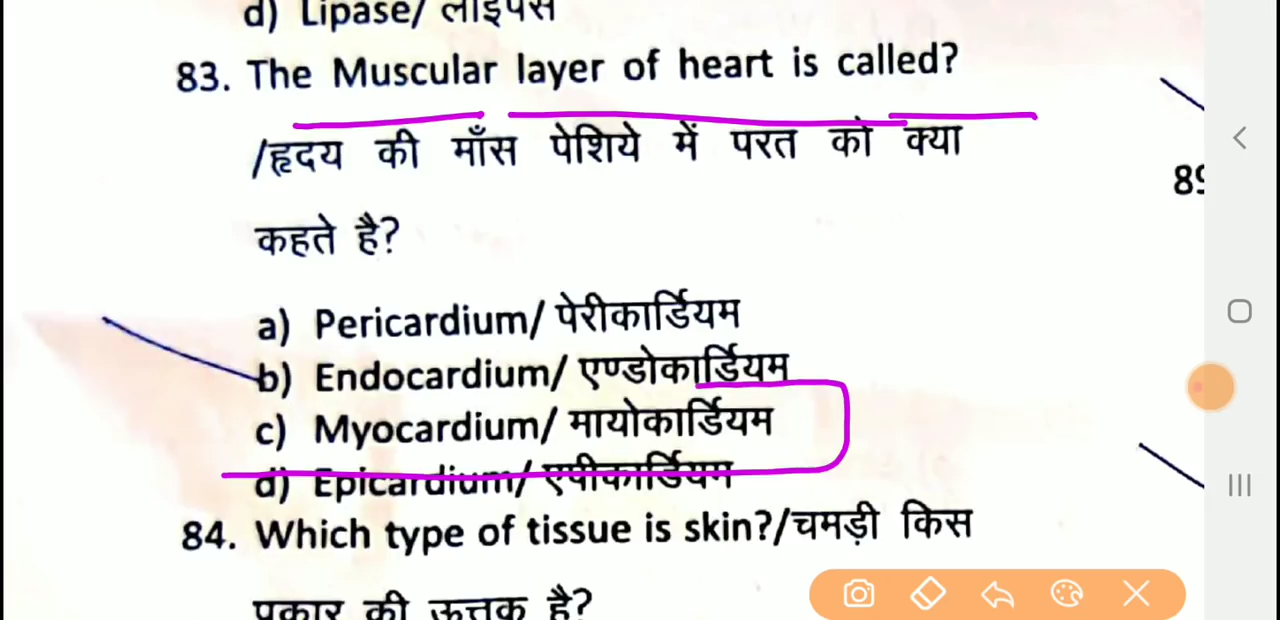 d) Lipase/ लाइपेस
83. The Muscular layer of heart is called?
/हृदय की माँस पेशिये में परत को क्या
कहते है?
a) Pericardium/ पेरीकार्डियम
b) Endocardium/ एण्डोकार्डियम
c) Myocardium/ मायोकार्डियम
d) Epicardium/ एपीकार्डियम
84. Which type of tissue is skin?/चमड़ी किस
प्रकार की ऊत्तक है?
89